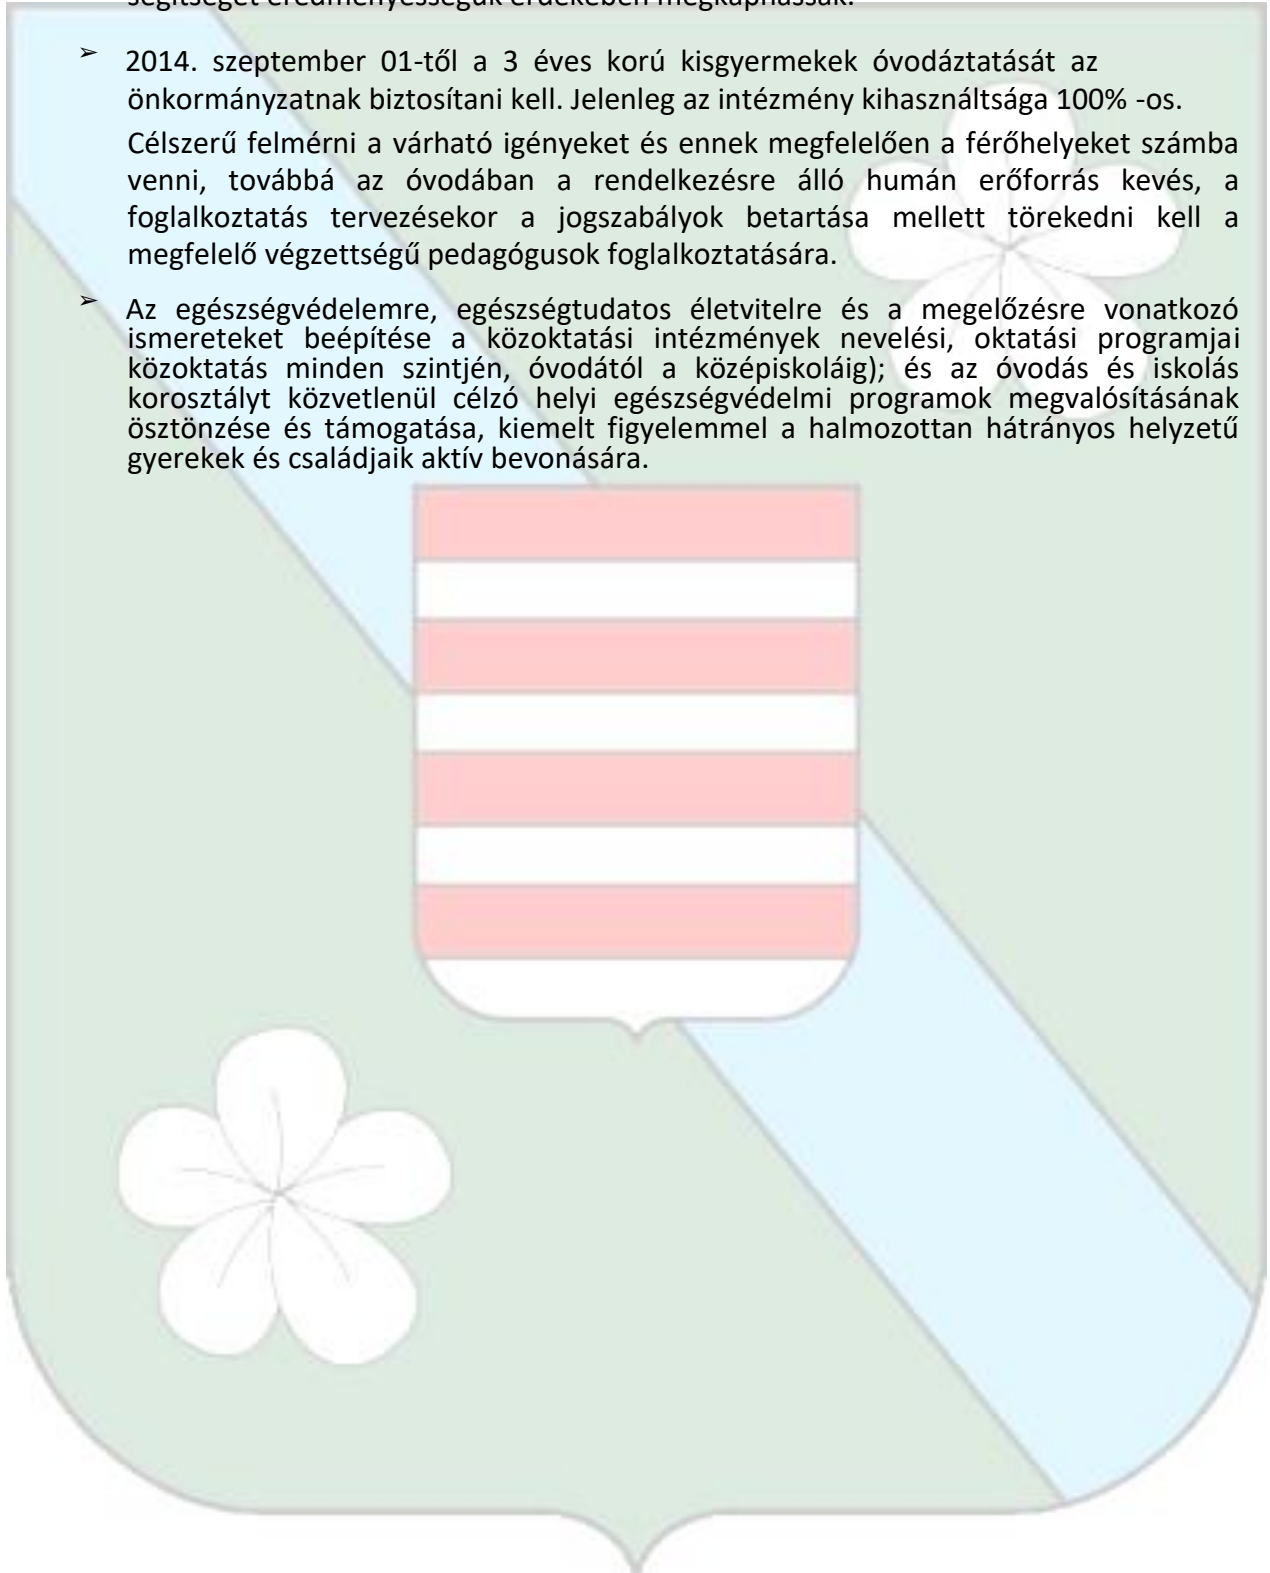 segítséget eredményességük érdekében megkaphassák.
➢ 2014. szeptember 01-től a 3 éves korú kisgyermekek óvodáztatását az
önkormányzatnak biztosítani kell. Jelenleg az intézmény kihasználtsága 100% -os.
Célszerű felmérni a várható igényeket és ennek megfelelően a férőhelyeket számba
venni, továbbá az óvodában a rendelkezésre álló humán erőforrás kevés, a
foglalkoztatás tervezésekor a jogszabályok betartása mellett törekedni kell a
megfelelő végzettségű pedagógusok foglalkoztatására.
➢ Az egészségvédelemre, egészségtudatos életvitelre és a megelőzésre vonatkozó
ismereteket beépítése a közoktatási intézmények nevelési, oktatási programjai
közoktatás minden szintjén, óvodától a középiskoláig); és az óvodás és iskolás
korosztályt közvetlenül célzó helyi egészségvédelmi programok megvalósításának
ösztönzése és támogatása, kiemelt figyelemmel a halmozottan hátrányos helyzetű
gyerekek és családjaik aktív bevonására.